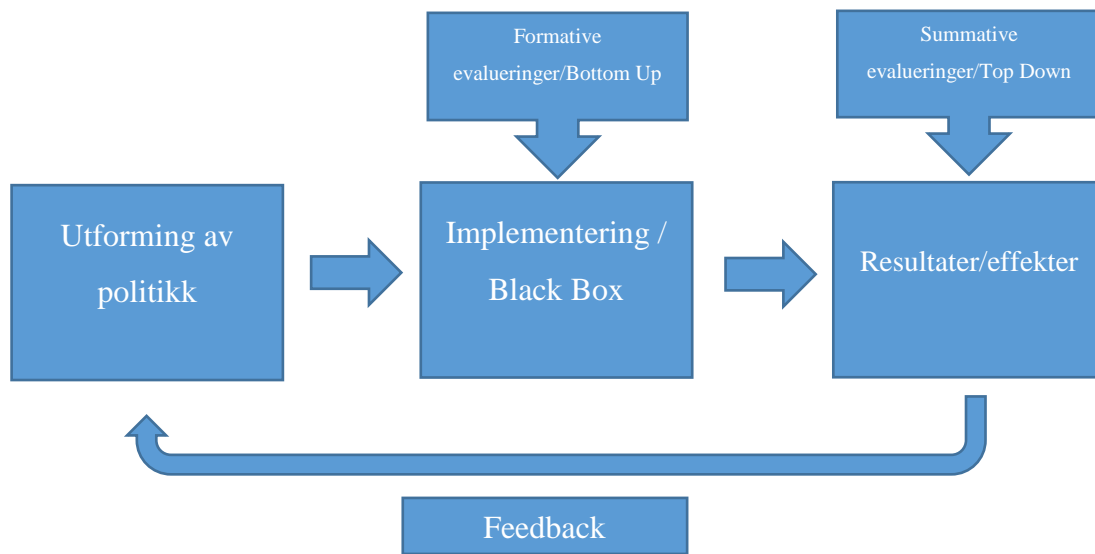 Formative
evalueringer/Bottom Up
Summative
evalueringer/Top Down
Utforming av
politikk
Implementering /
Black Box
Resultater/effekter
Feedback